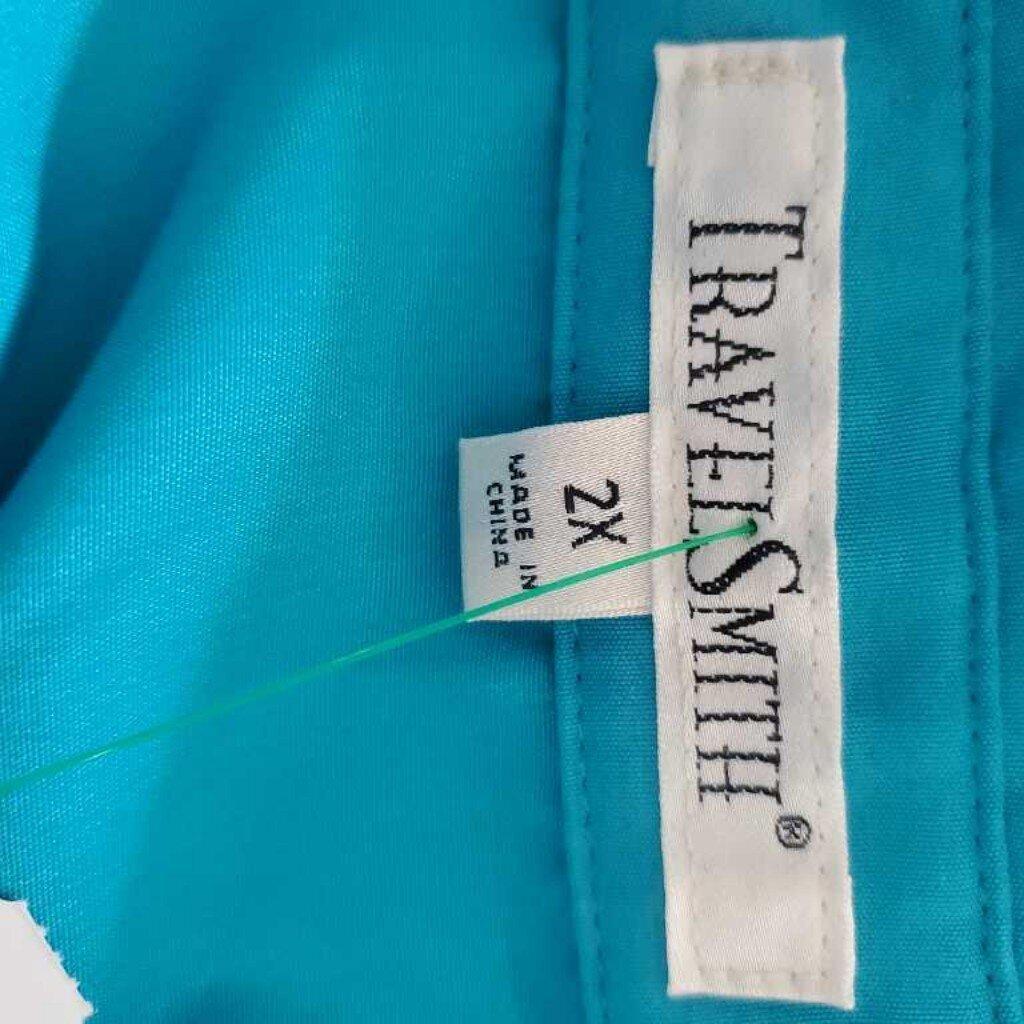 TRAVELSMITH®
2X
MADE IN
CHINA